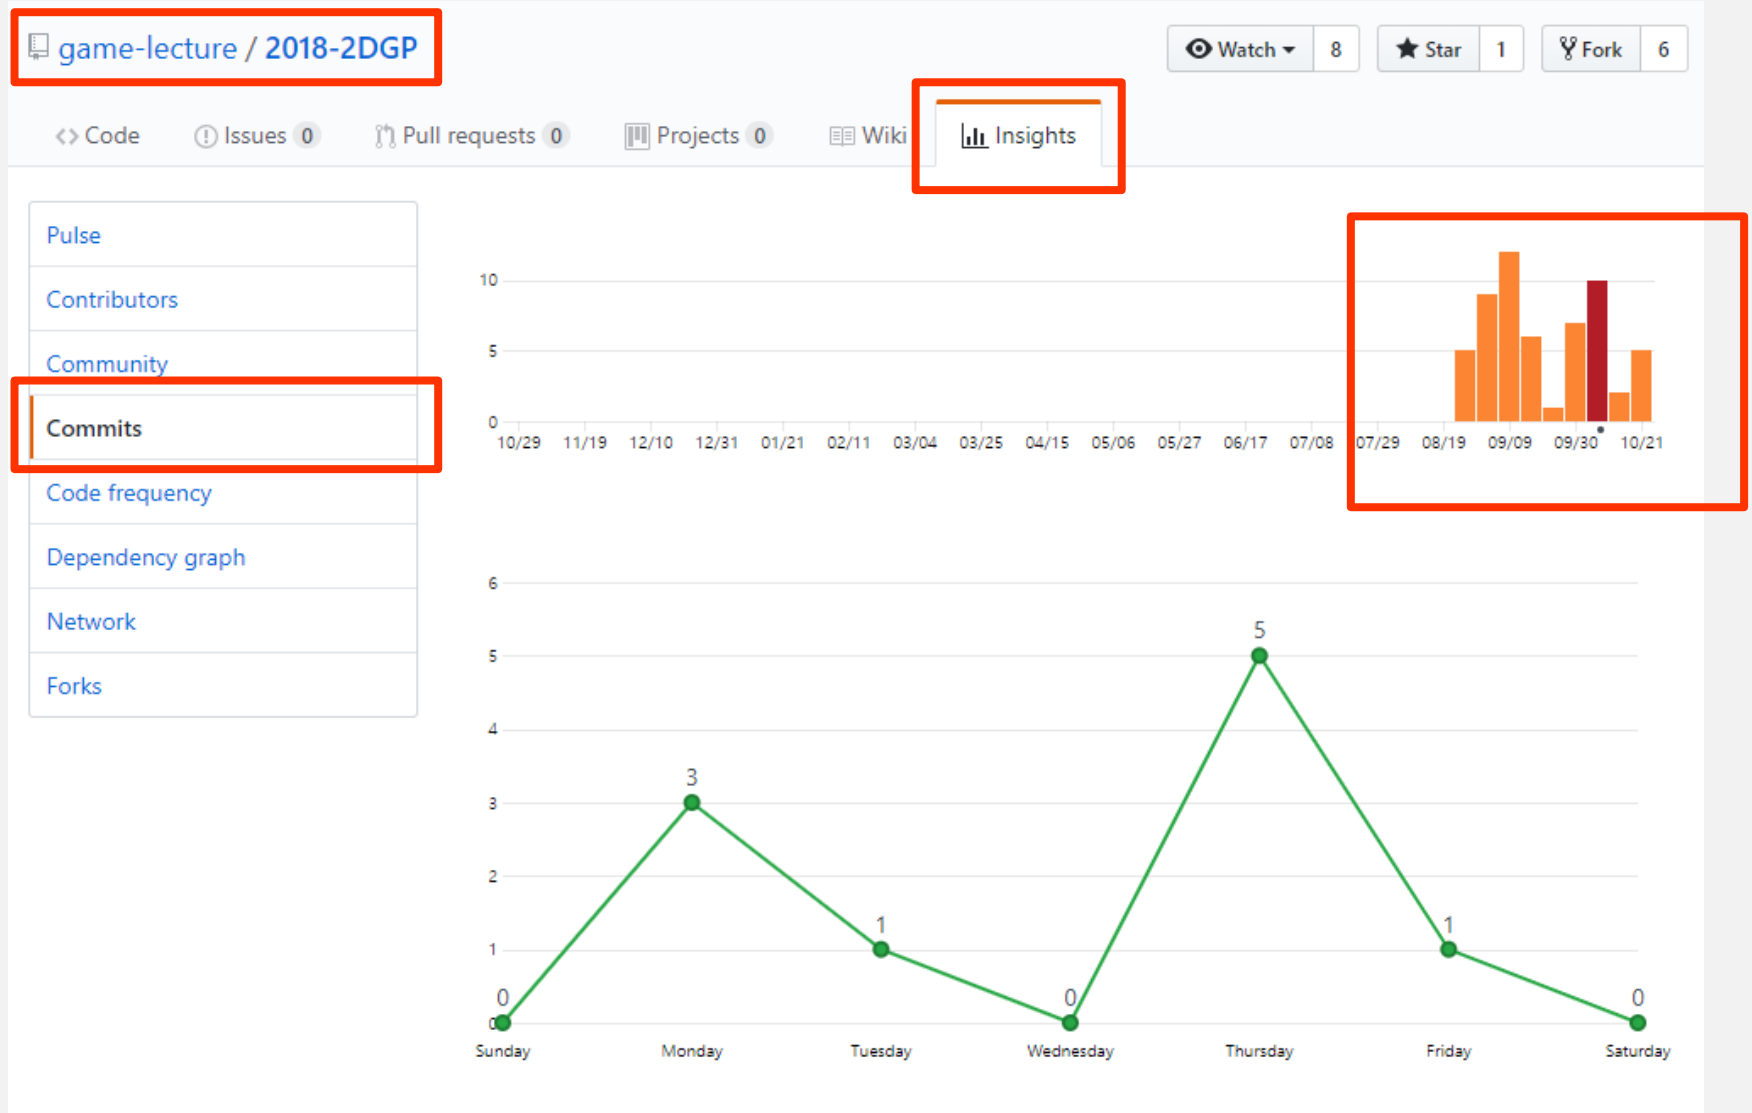 game-lecture / 2018-2DGP
Watch 8 Star 1 Fork 6
Code Issues 0 Pull requests 0 Projects 0 Wiki Insights
Pulse
Contributors
Community
Commits
Code frequency
Dependency graph
Network
Forks
10
5
0
10/29 11/19 12/10 12/31 01/21 02/11 03/04 03/25 04/15 05/06 05/27 06/17 07/08 07/29 08/19 09/09 09/30 10/21
6
5
5
4
3
3
2
1
1
1
0
0
0
0
Sunday Monday Tuesday Wednesday Thursday Friday Saturday